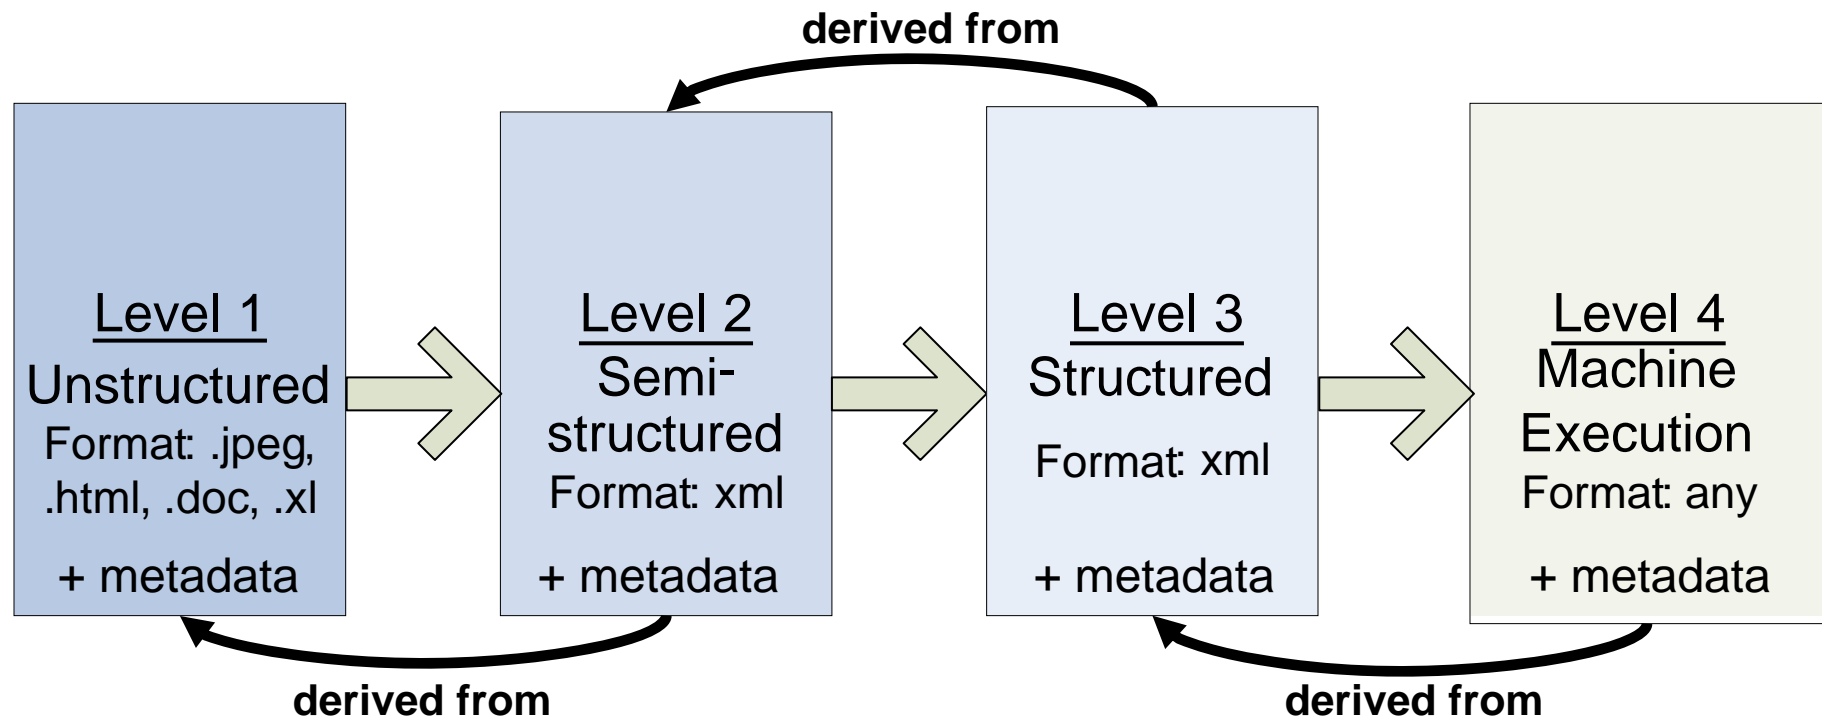 derived from
Level 1
Unstructured
Format: .jpeg,
.html, .doc, .xl
+ metadata
Level 2
Semi-
structured
Format: xml
+ metadata
Level 3
Structured
Format: xml
+ metadata
Level 4
Machine
Execution
Format: any
+ metadata
derived from
derived from